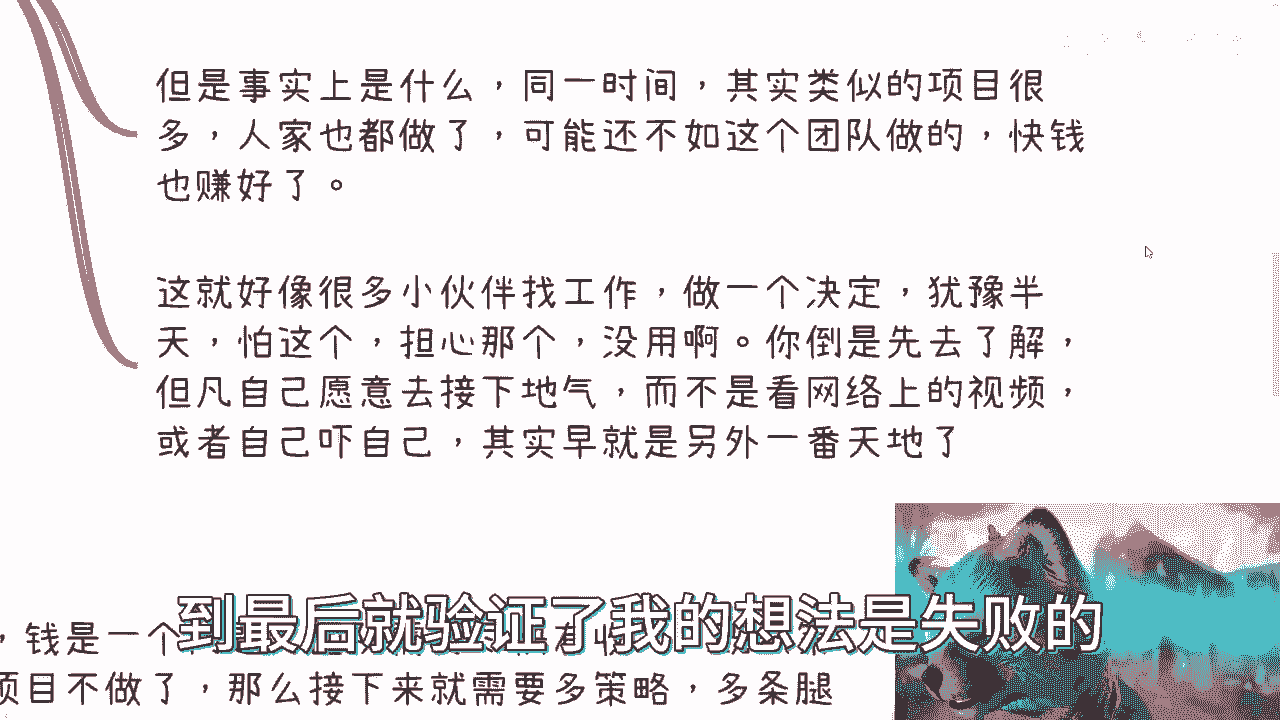 但是事实上是什么，同一时间，其实类似的项目很
多，人家也都做了，可能还不如这个团队做的，快钱
也赚好了。
这就好像很多小伙伴找工作，做一个决定，犹豫半
天，怕这个，担心那个，没用啊。你倒是先去了解，
但凡自己愿意去接下地气，而不是看网络上的视频，
或者自己吓自己，其实早就是另外一番天地了
到最后就验证了我的想法是失败的
，钱是一个
项目不做了，那么接下来就需要多策略，多条腿